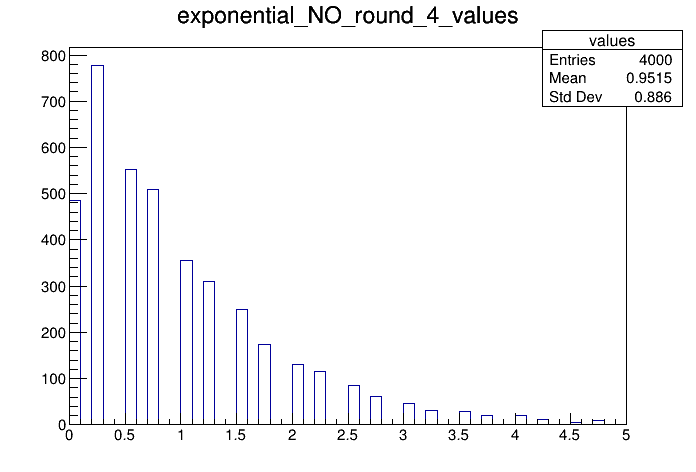 exponential_NO_round_4_values
values
Entries 4000
Mean 0.9515
Std Dev 0.886
800
700
600
500
400
300
200
100
0
0 0.5 1 1.5 2 2.5 3 3.5 4 4.5 5